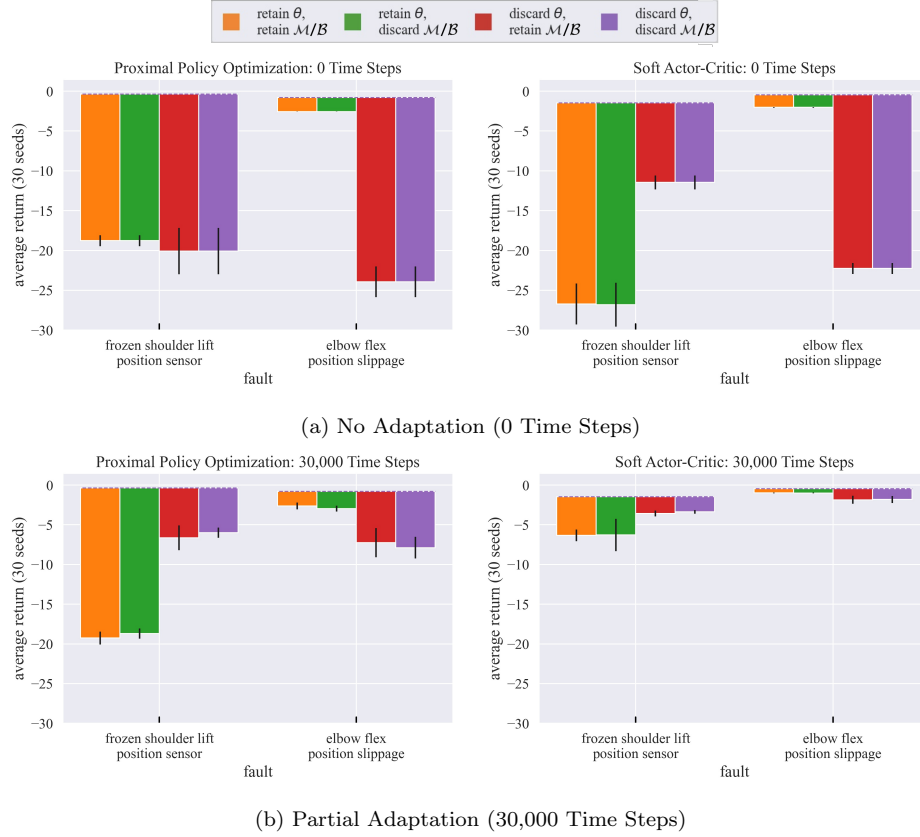 retain θ,
retain ℳ/ℬ
retain θ,
discard ℳ/ℬ
discard θ,
retain ℳ/ℬ
discard θ,
discard ℳ/ℬ
Proximal Policy Optimization: 0 Time Steps
average return (30 seeds)
0
−5
−10
−15
−20
−25
−30
frozen shoulder lift
position sensor
elbow flex
position slippage
fault
Soft Actor-Critic: 0 Time Steps
average return (30 seeds)
0
−5
−10
−15
−20
−25
−30
frozen shoulder lift
position sensor
elbow flex
position slippage
fault
(a) No Adaptation (0 Time Steps)
Proximal Policy Optimization: 30,000 Time Steps
average return (30 seeds)
0
−5
−10
−15
−20
−25
−30
frozen shoulder lift
position sensor
elbow flex
position slippage
fault
Soft Actor-Critic: 30,000 Time Steps
average return (30 seeds)
0
−5
−10
−15
−20
−25
−30
frozen shoulder lift
position sensor
elbow flex
position slippage
fault
(b) Partial Adaptation (30,000 Time Steps)